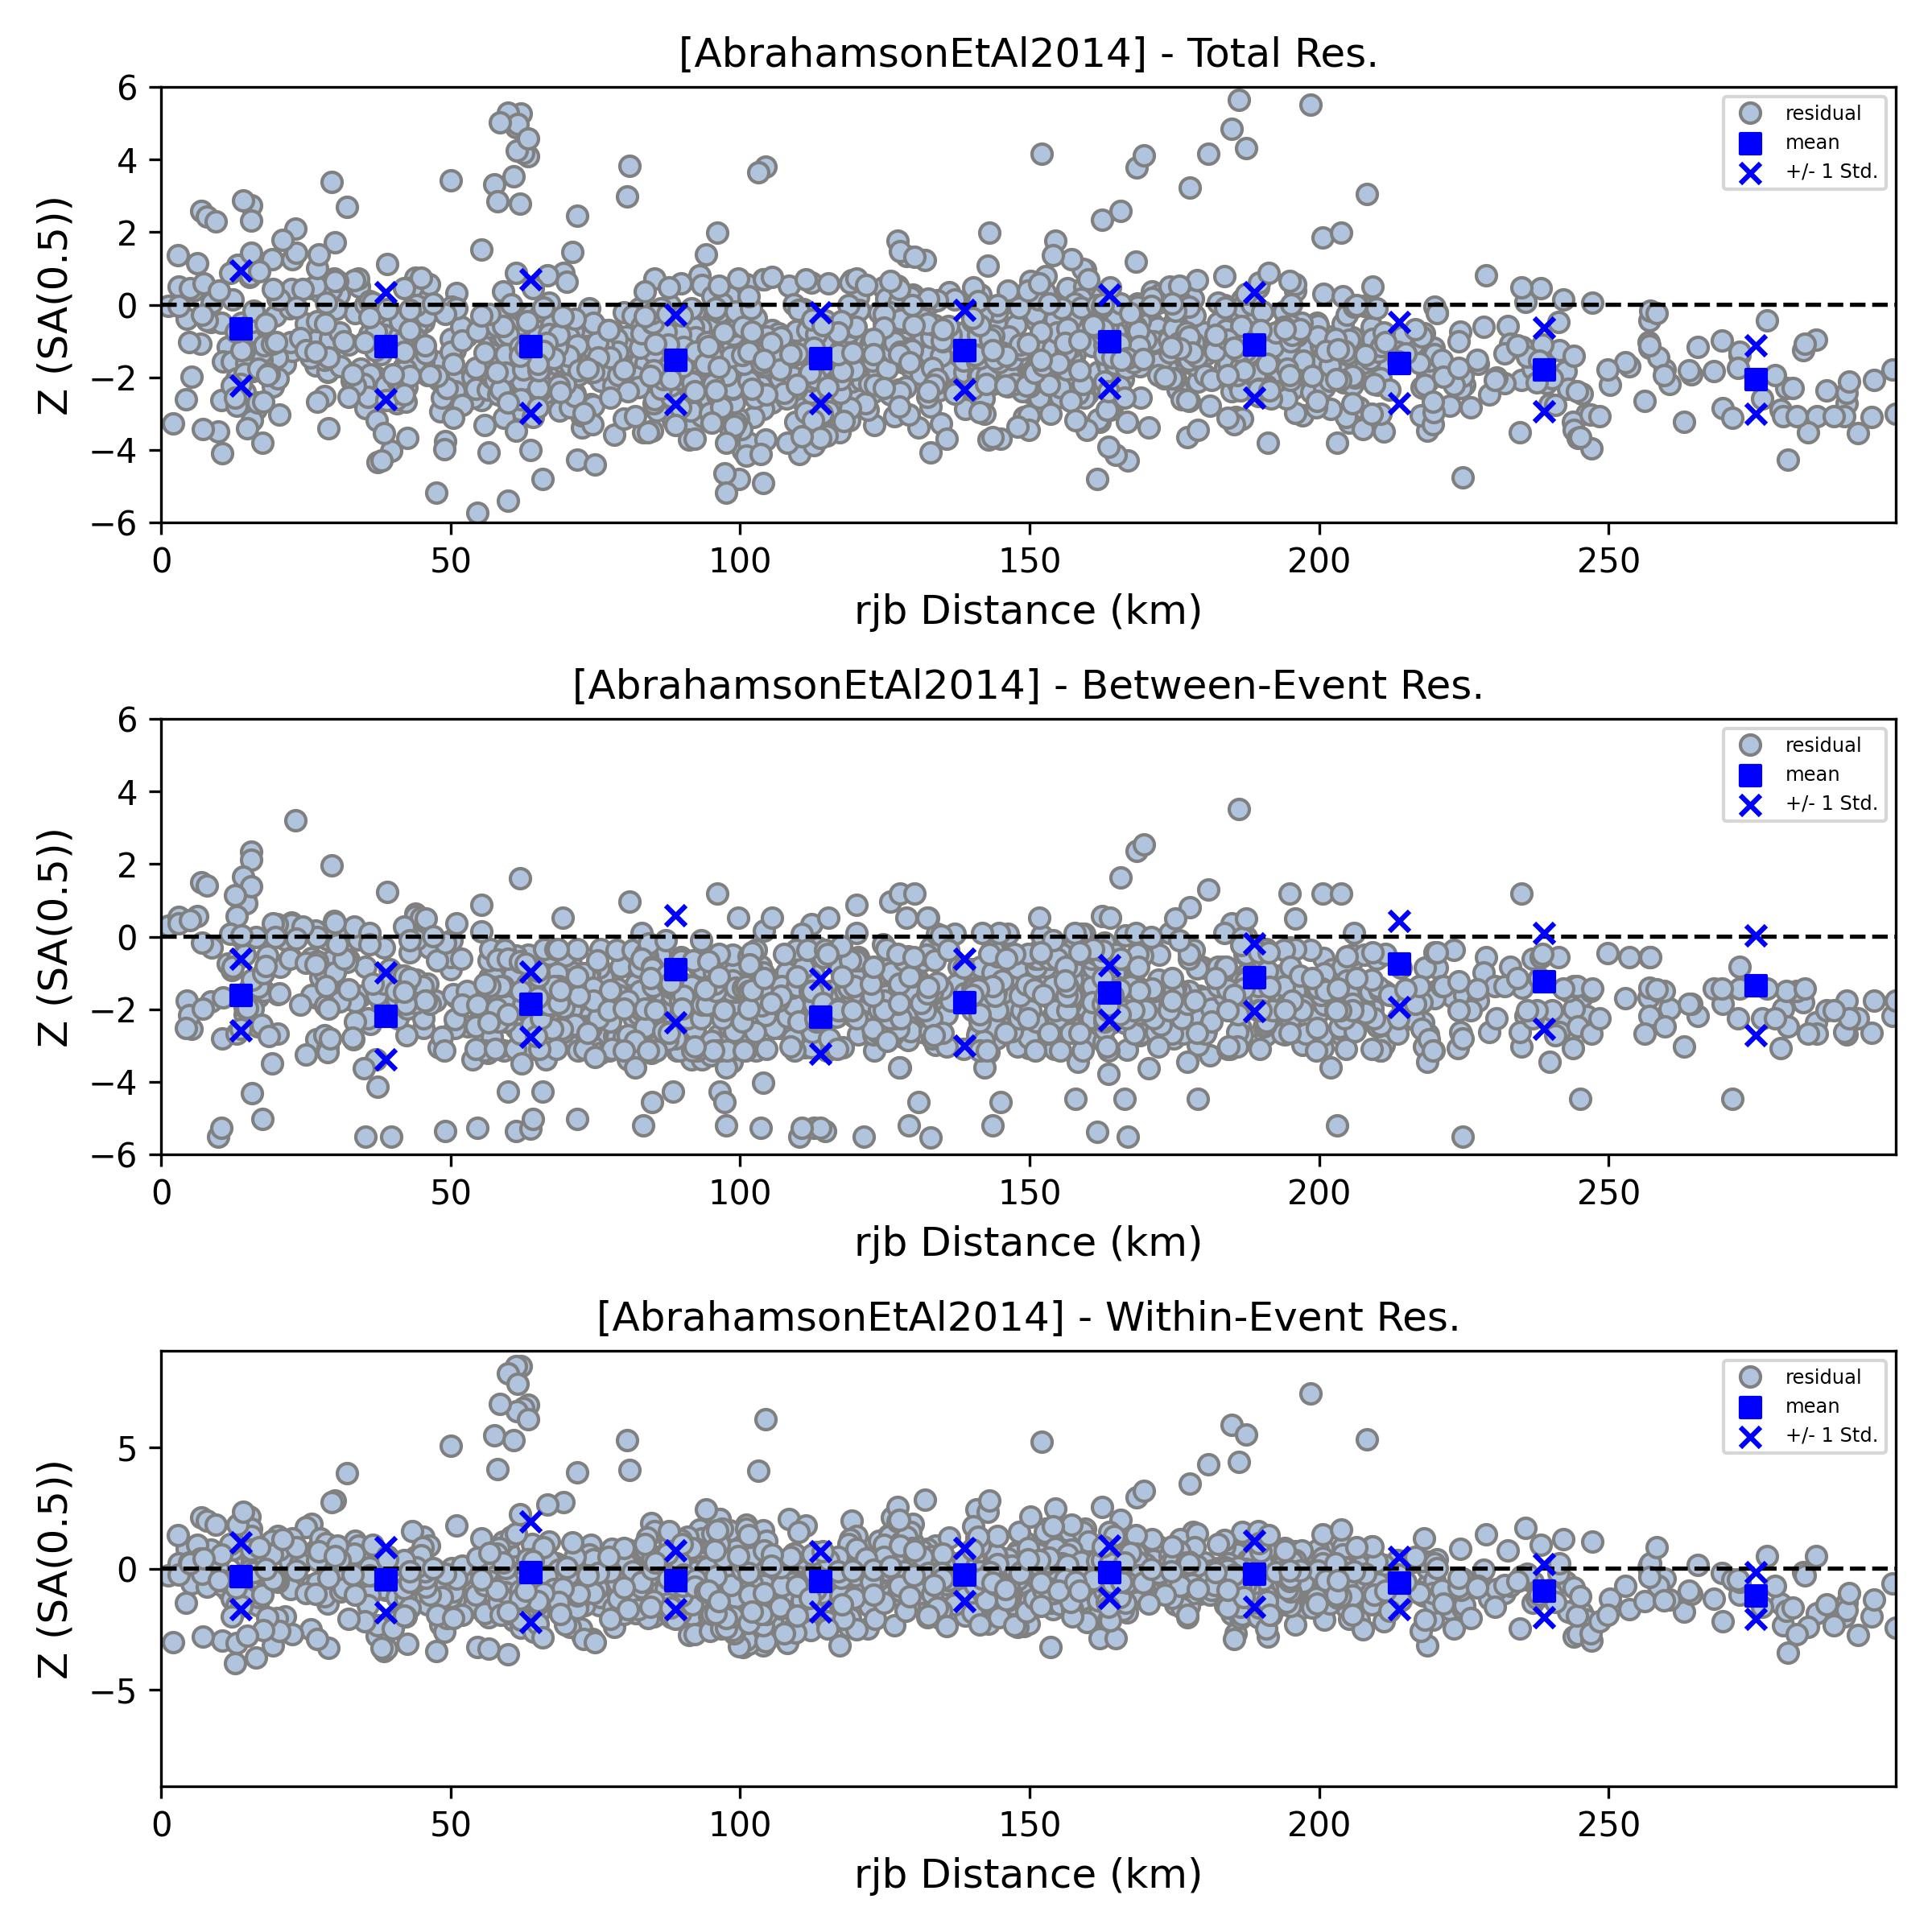 [AbrahamsonEtAl2014] - Total Res.
6
4
2
0
−2
−4
−6
Z (SA(0.5))
residual
mean
+/- 1 Std.
0 50 100 150 200 250
rjb Distance (km)
[AbrahamsonEtAl2014] - Between-Event Res.
6
4
2
0
−2
−4
−6
Z (SA(0.5))
residual
mean
+/- 1 Std.
0 50 100 150 200 250
rjb Distance (km)
[AbrahamsonEtAl2014] - Within-Event Res.
5
0
−5
Z (SA(0.5))
residual
mean
+/- 1 Std.
0 50 100 150 200 250
rjb Distance (km)